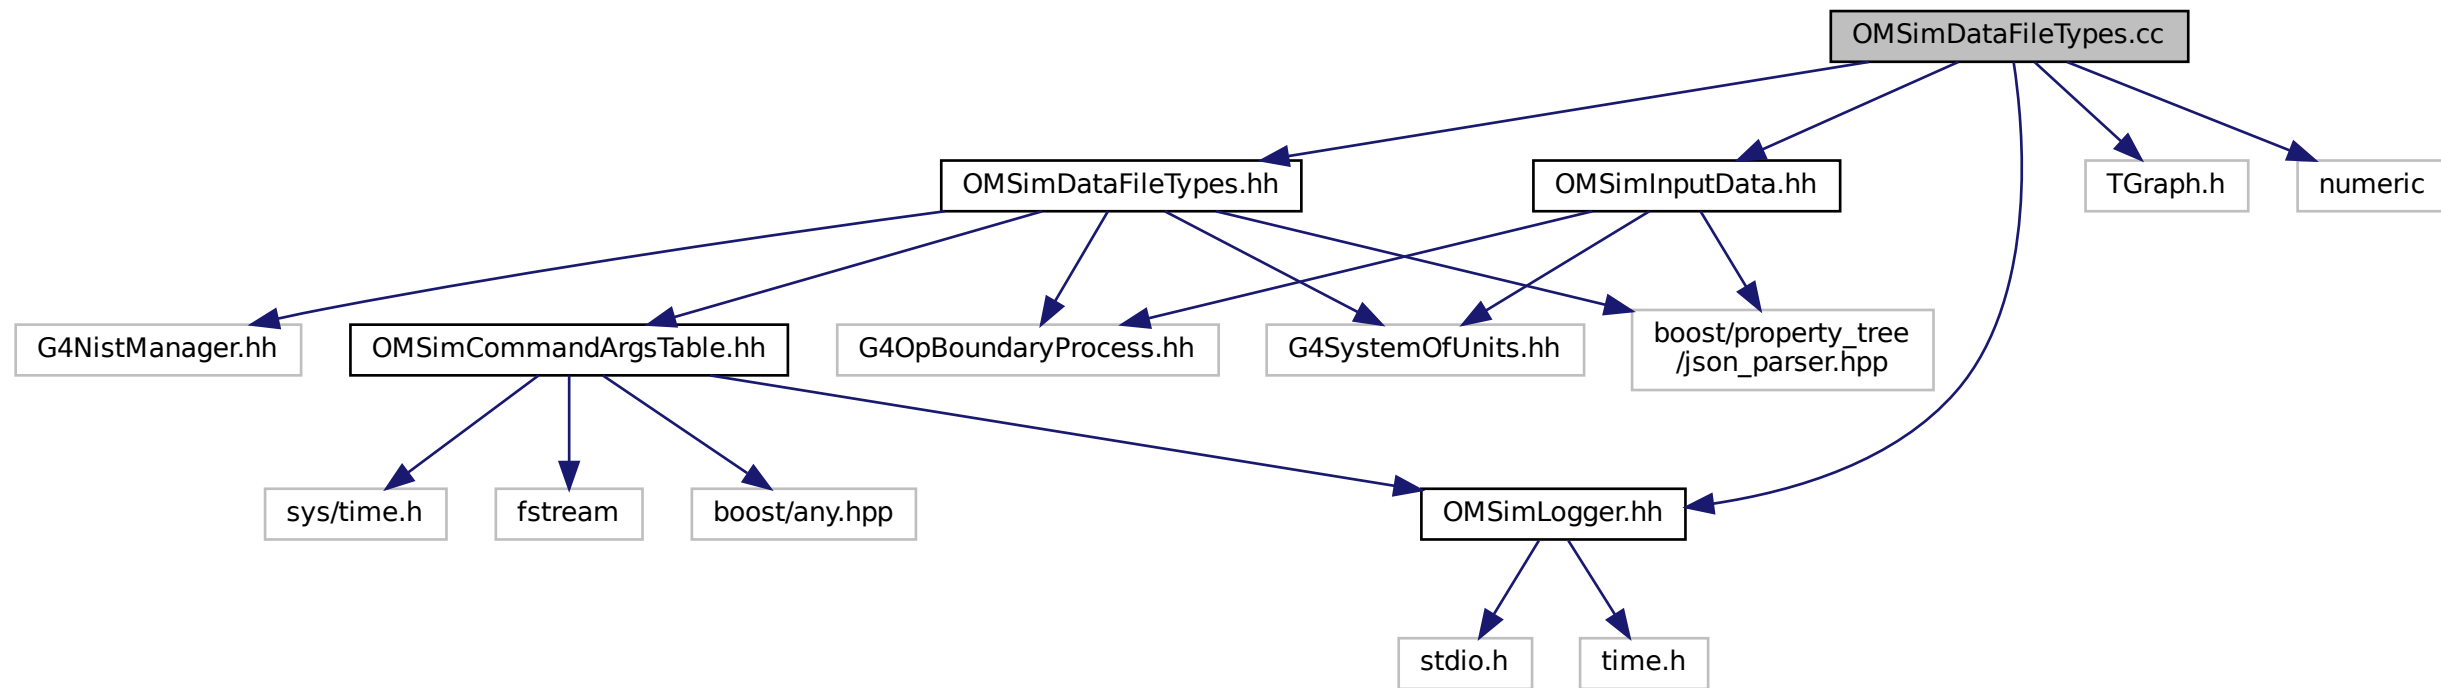 OMSimDataFileTypes.cc
OMSimDataFileTypes.hh
OMSimInputData.hh
TGraph.h
numeric
G4NistManager.hh
OMSimCommandArgsTable.hh
G4OpBoundaryProcess.hh
G4SystemOfUnits.hh
boost/property_tree
/json_parser.hpp
sys/time.h
fstream
boost/any.hpp
OMSimLogger.hh
stdio.h
time.h